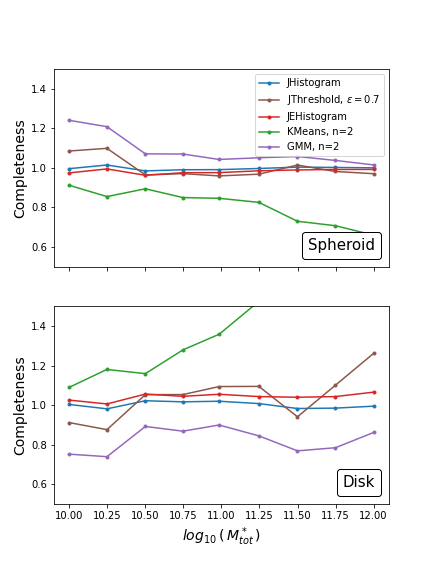 1.4
1.2
1.0
0.8
0.6
Completeness
JHistogram
JThreshold, ε = 0.7
JEHistogram
KMeans, n=2
GMM, n=2
Spheroid
1.4
1.2
1.0
0.8
0.6
Completeness
Disk
10.00 10.25 10.50 10.75 11.00 11.25 11.50 11.75 12.00
log₁₀ ( M*ₜₒₜ )